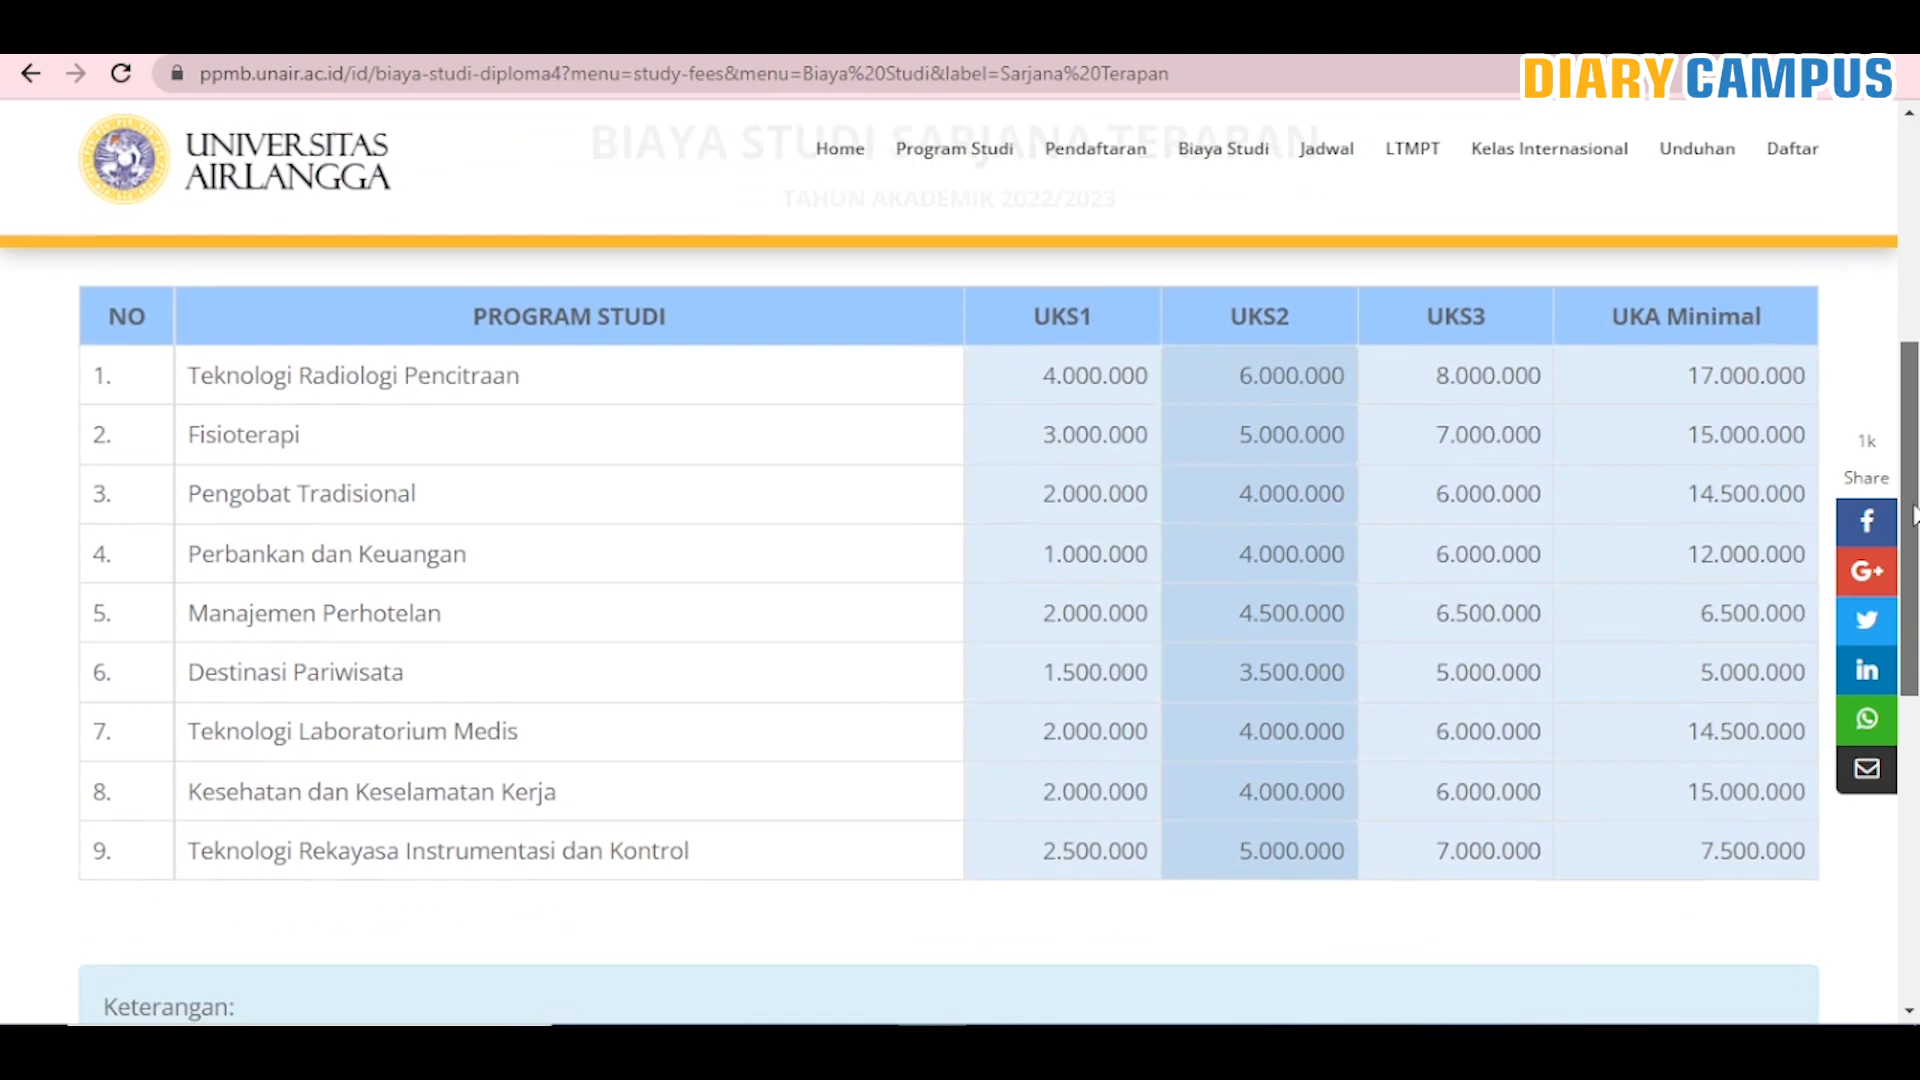 DIARY CAMPUS
ppmb.unair.ac.id/id/biaya-studi-diploma4?menu=study-fees&menu=Biaya%20Studi&label=Sarjana%20Terapan
UNIVERSITAS
AIRLANGGA
BIAYA STUDI SARJANA TERAPAN
Home Program Studi Pendaftaran Biaya Studi Jadwal LTMPT Kelas Internasional Unduhan Daftar
TAHUN AKADEMIK 2022/2023
NO PROGRAM STUDI UKS1 UKS2 UKS3 UKA Minimal
1. Teknologi Radiologi Pencitraan 4.000.000 6.000.000 8.000.000 17.000.000
2. Fisioterapi 3.000.000 5.000.000 7.000.000 15.000.000
3. Pengobat Tradisional 2.000.000 4.000.000 6.000.000 14.500.000
4. Perbankan dan Keuangan 1.000.000 4.000.000 6.000.000 12.000.000
5. Manajemen Perhotelan 2.000.000 4.500.000 6.500.000 6.500.000
6. Destinasi Pariwisata 1.500.000 3.500.000 5.000.000 5.000.000
7. Teknologi Laboratorium Medis 2.000.000 4.000.000 6.000.000 14.500.000
8. Kesehatan dan Keselamatan Kerja 2.000.000 4.000.000 6.000.000 15.000.000
9. Teknologi Rekayasa Instrumentasi dan Kontrol 2.500.000 5.000.000 7.000.000 7.500.000
1k
Share
f
G+
in
Keterangan: